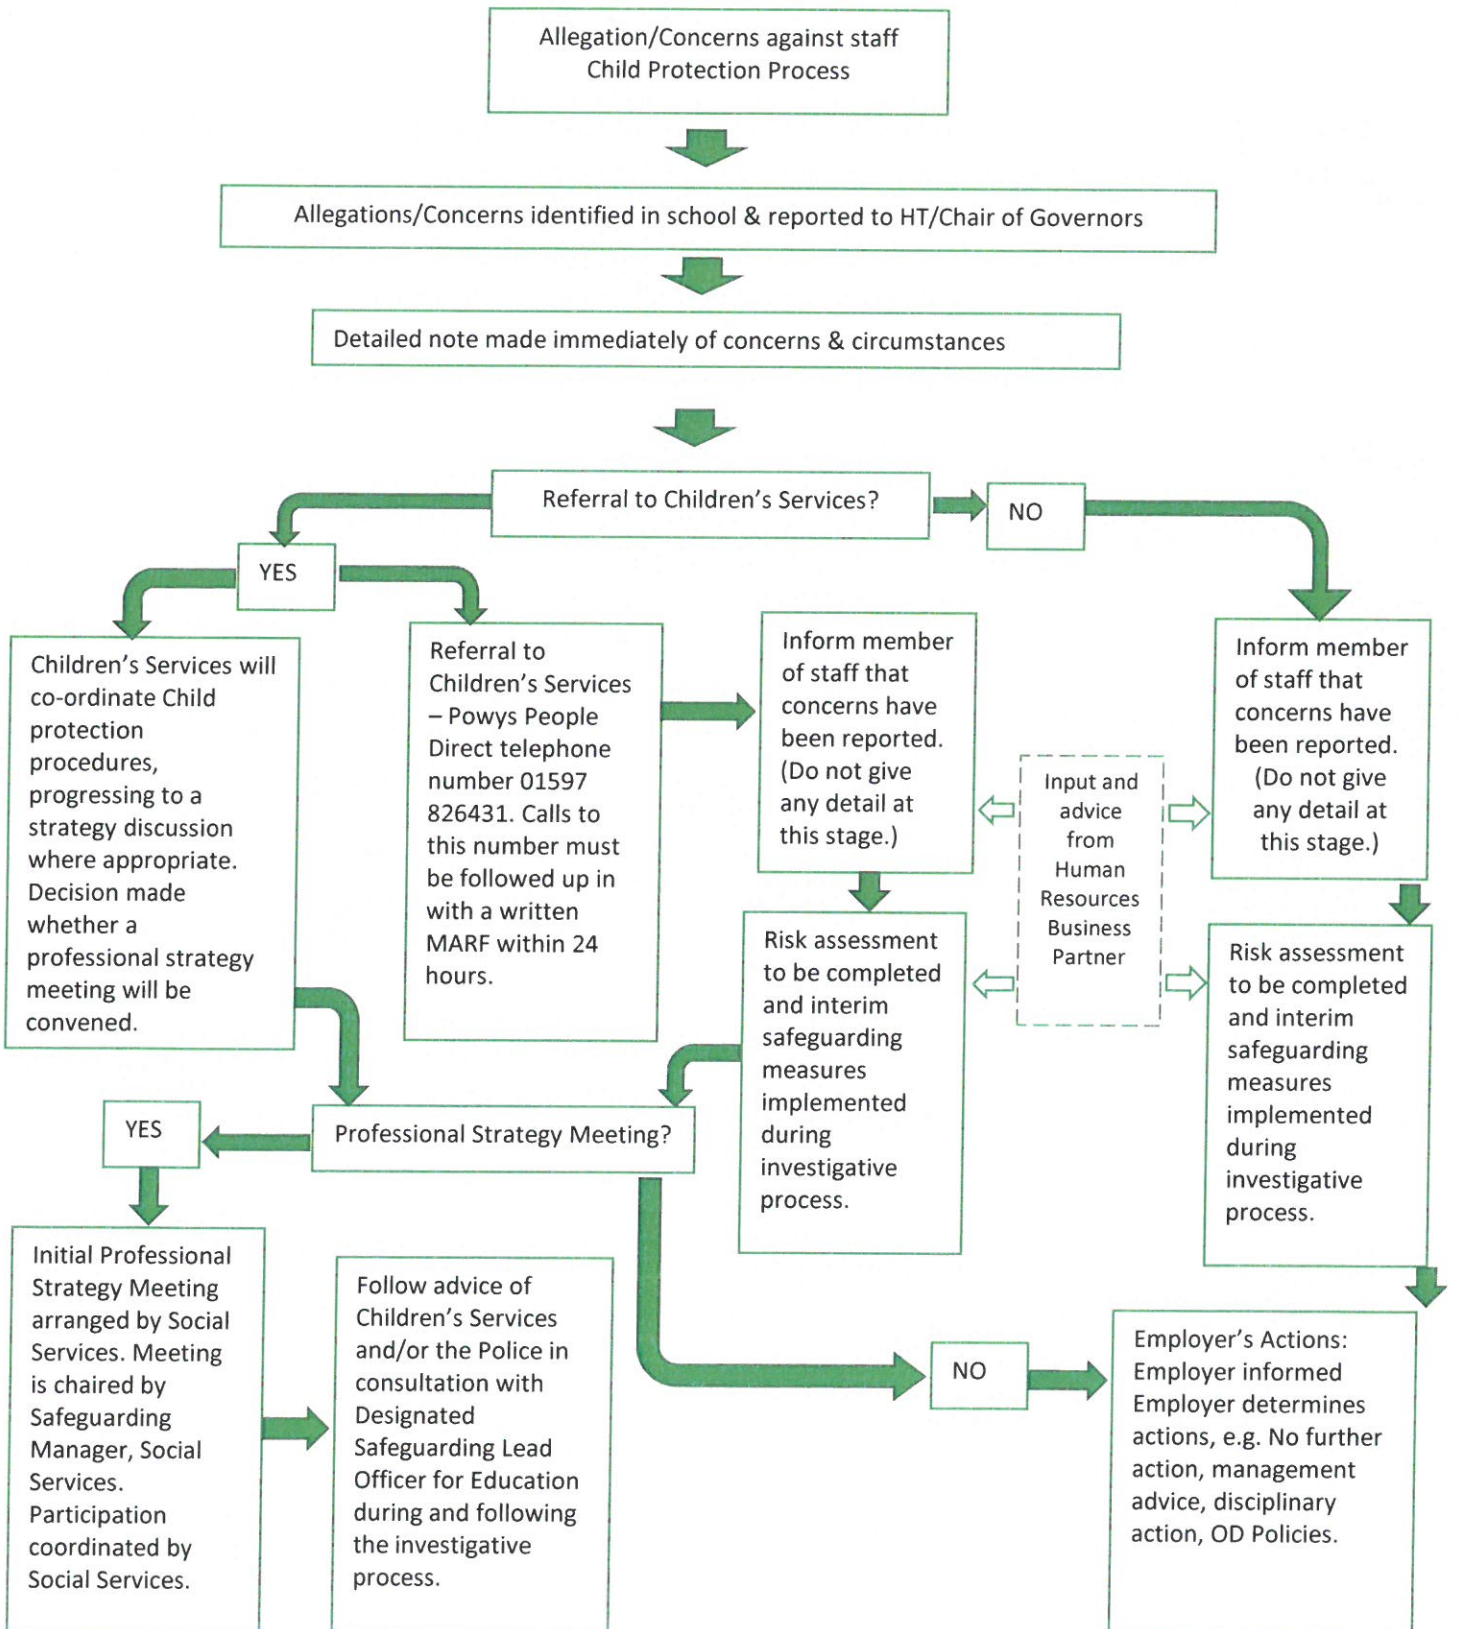 Allegation/Concerns against staff
Child Protection Process
Allegations/Concerns identified in school & reported to HT/Chair of Governors
Detailed note made immediately of concerns & circumstances
Referral to Children's Services?
NO
YES
Children's Services will
co-ordinate Child
protection
procedures,
progressing to a
strategy discussion
where appropriate.
Decision made
whether a
professional strategy
meeting will be
convened.
Referral to
Children's Services
– Powys People
Direct telephone
number 01597
826431. Calls to
this number must
be followed up in
with a written
MARF within 24
hours.
Inform member
of staff that
concerns have
been reported.
(Do not give
any detail at
this stage.)
Input and
advice
from
Human
Resources
Business
Partner
Inform member
of staff that
concerns have
been reported.
(Do not give
any detail at
this stage.)
Risk assessment
to be completed
and interim
safeguarding
measures
implemented
during
investigative
process.
Risk assessment
to be completed
and interim
safeguarding
measures
implemented
during
investigative
process.
YES
Professional Strategy Meeting?
Initial Professional
Strategy Meeting
arranged by Social
Services. Meeting
is chaired by
Safeguarding
Manager, Social
Services.
Participation
coordinated by
Social Services.
Follow advice of
Children's Services
and/or the Police in
consultation with
Designated
Safeguarding Lead
Officer for Education
during and following
the investigative
process.
NO
Employer's Actions:
Employer informed
Employer determines
actions, e.g. No further
action, management
advice, disciplinary
action, OD Policies.